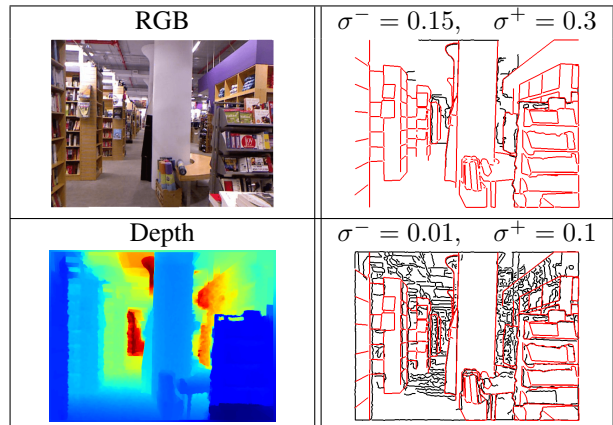 RGB
σ⁻ = 0.15, σ⁺ = 0.3
Depth
σ⁻ = 0.01, σ⁺ = 0.1